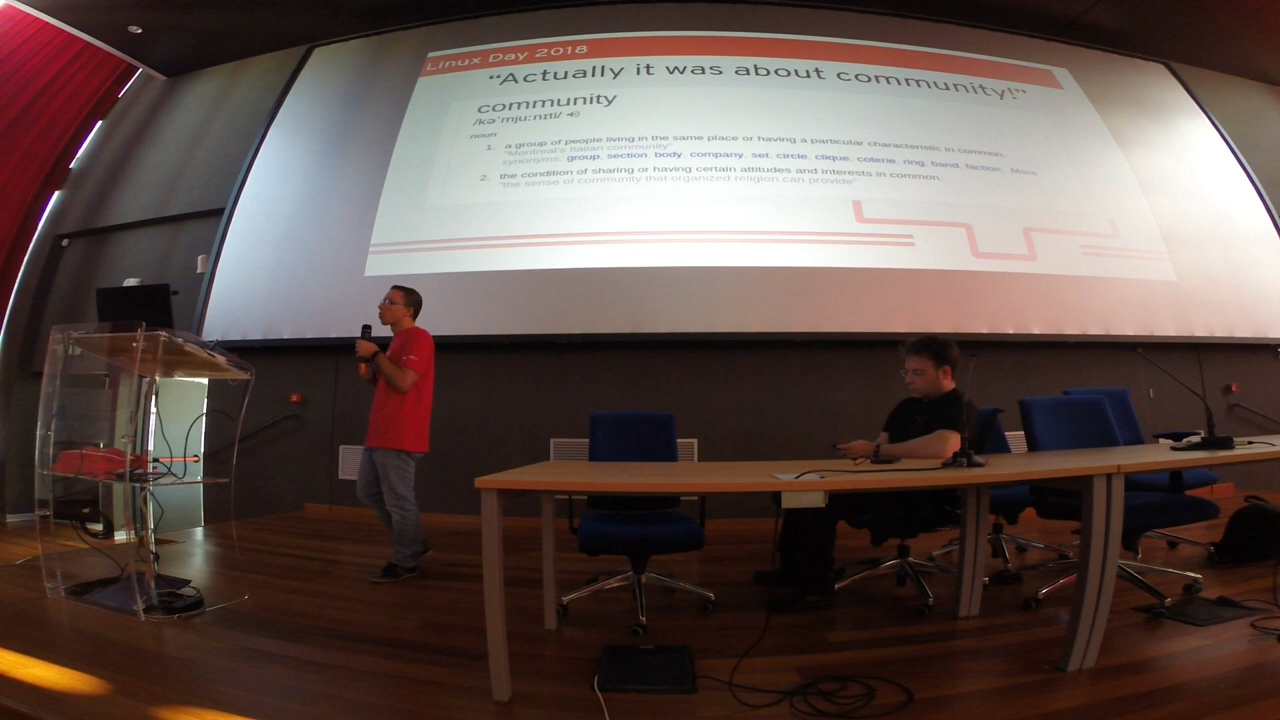 Linux Day 2018
“Actually it was about community!”
community
/kəˈmjuːnɪti/
noun
1. a group of people living in the same place or having a particular characteristic in common.
"Montreal's Italian community"
synonyms: group, section, body, company, set, circle, clique, coterie, ring, band, faction. More
2. the condition of sharing or having certain attitudes and interests in common.
"the sense of community that organized religion can provide"